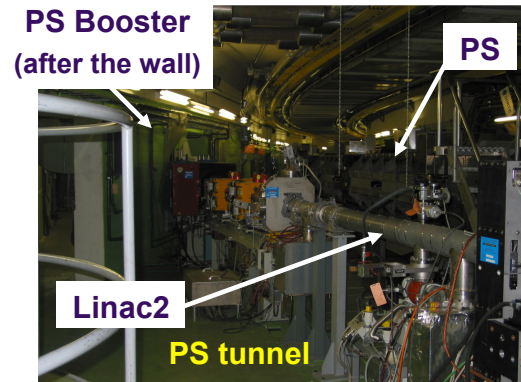 PS Booster
(after the wall)
PS
Linac2
PS tunnel